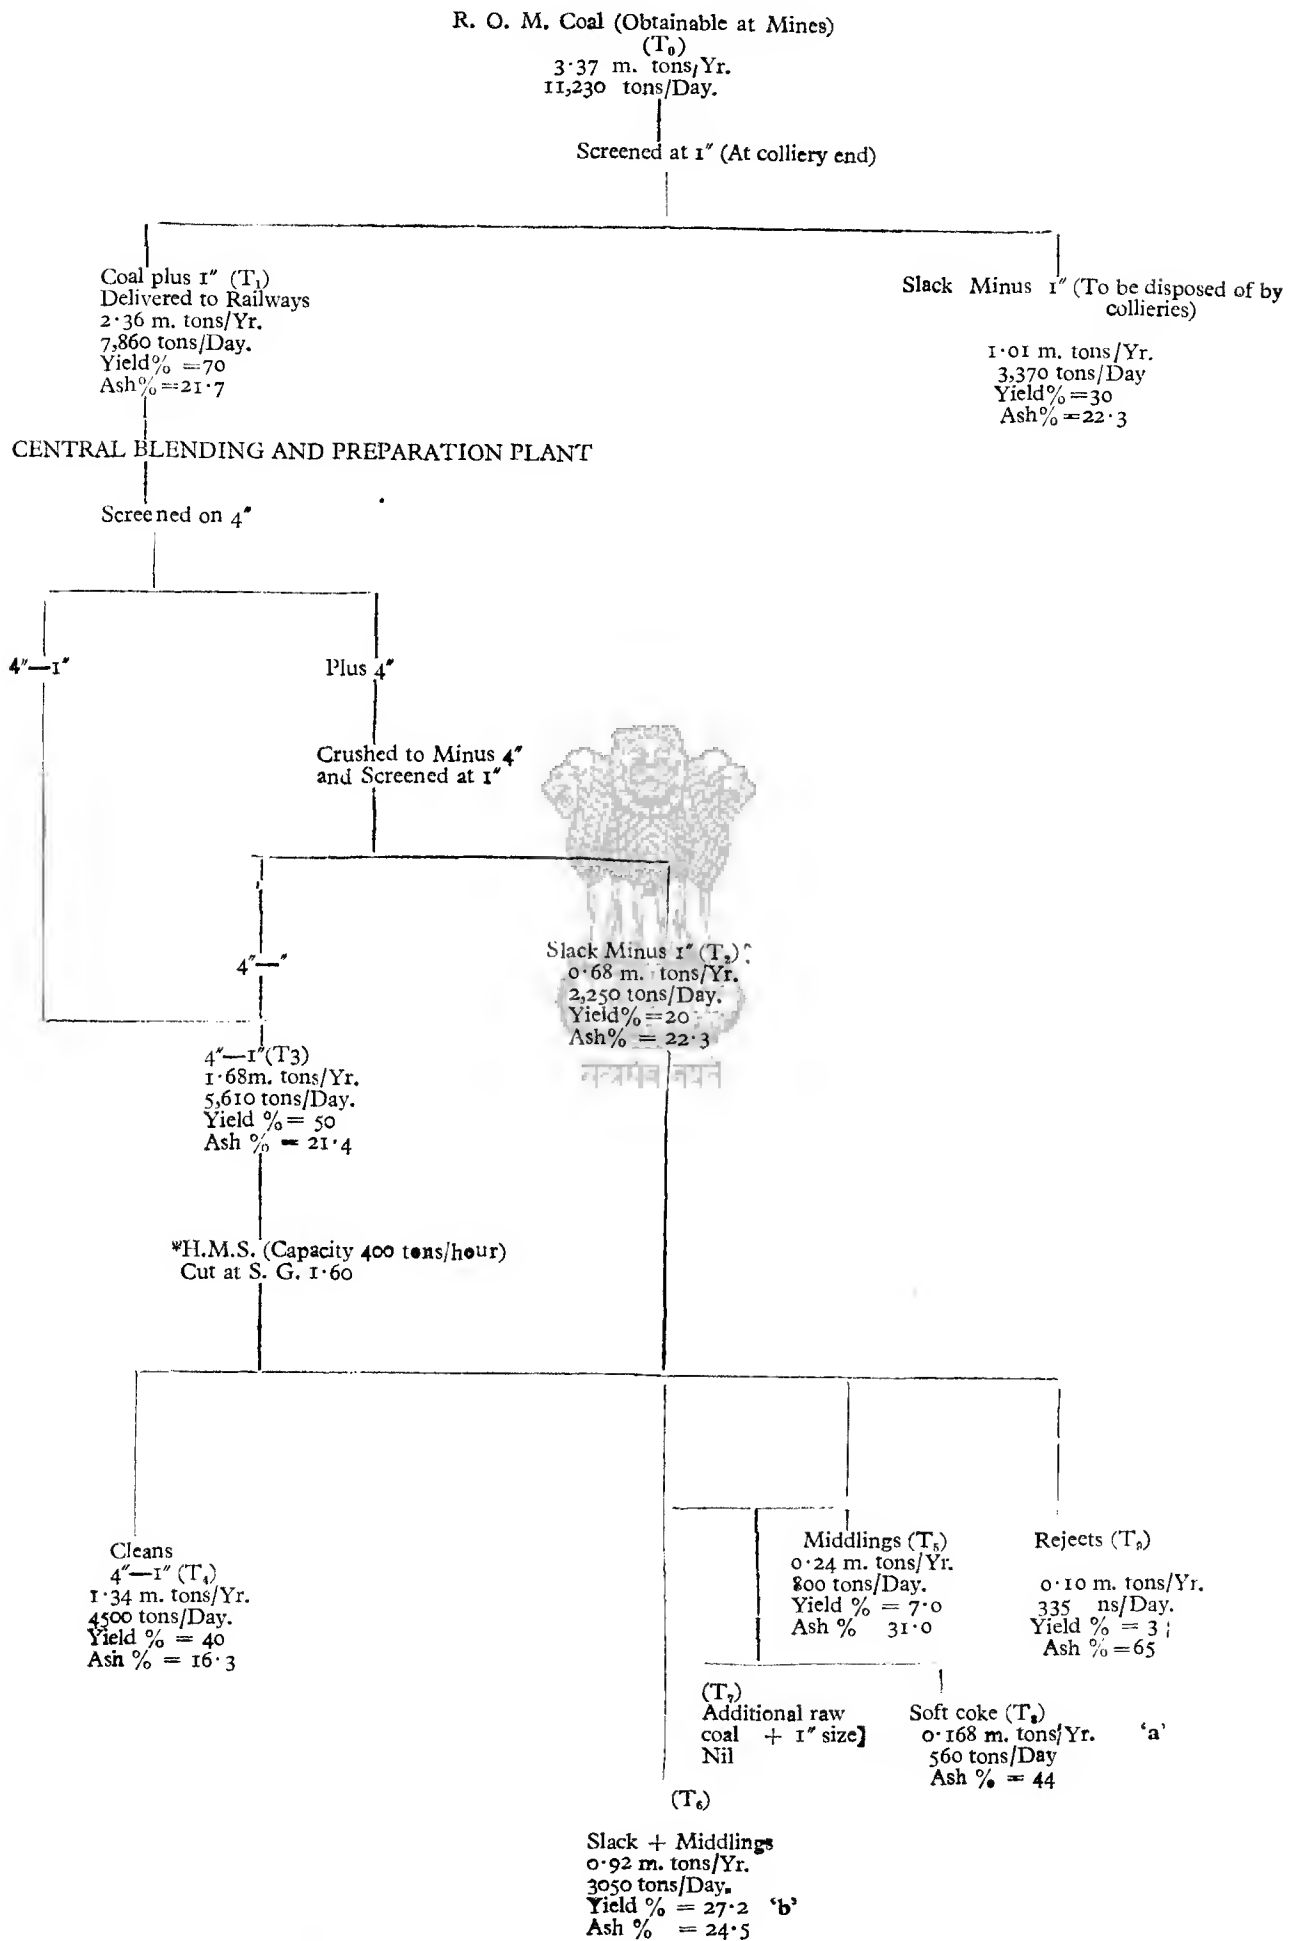 R. O. M. Coal (Obtainable at Mines)
(T₀)
3·37 m. tons/Yr.
11,230 tons/Day.
Screened at 1″ (At colliery end)
Coal plus 1″ (T₁)
Delivered to Railways
2·36 m. tons/Yr.
7,860 tons/Day.
Yield% =70
Ash% =21·7
Slack Minus 1″ (To be disposed of by
collieries)
1·01 m. tons/Yr.
3,370 tons/Day
Yield% =30
Ash% =22·3
CENTRAL BLENDING AND PREPARATION PLANT
Screened on 4″
4″—1″
Plus 4″
Crushed to Minus 4″
and Screened at 1″
4″—″
Slack Minus 1″ (T₂)
0·68 m. tons/Yr.
2,250 tons/Day.
Yield% =20
Ash% = 22·3
सत्यमेव जयते
4″—1″(T3)
1·68m. tons/Yr.
5,610 tons/Day.
Yield % = 50
Ash % = 21·4
*H.M.S. (Capacity 400 tons/hour)
Cut at S. G. 1·60
Cleans
4″—1″ (T₄)
1·34 m. tons/Yr.
4500 tons/Day.
Yield % = 40
Ash % = 16·3
Middlings (T₅)
0·24 m. tons/Yr.
800 tons/Day.
Yield % = 7·0
Ash % 31·0
Rejects
0·10 m. tons/Yr.
335 ns/Day.
Yield % = 3
Ash % =65
(T₇)
Additional raw
coal + 1″ size]
Nil
Soft coke
0·168 m. tons/Yr. ‘a’
560 tons/Day
Ash % = 44
(T₆)
Slack + Middlings
0·92 m. tons/Yr.
3050 tons/Day.
Yield % = 27·2 ‘b’
Ash % = 24·5